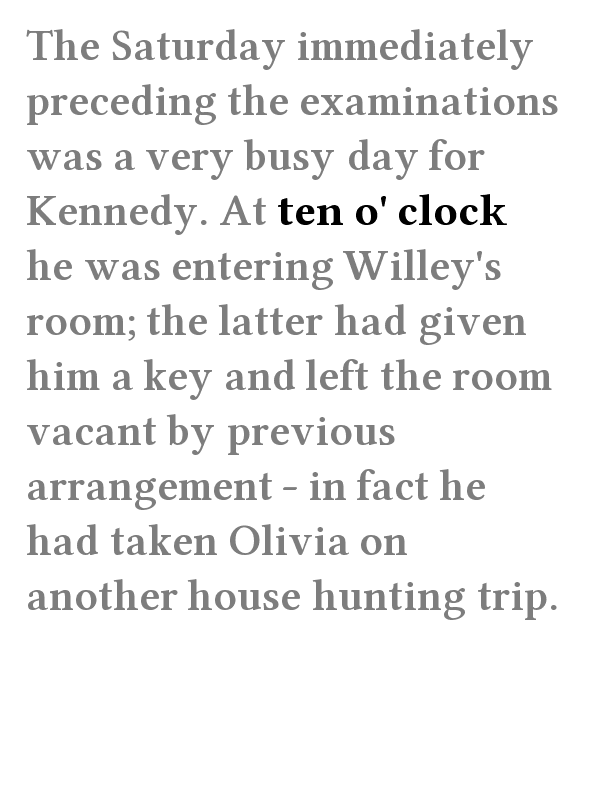 The Saturday immediately
preceding the examinations
was a very busy day for
Kennedy. At ten o' clock
he was entering Willey's
room; the latter had given
him a key and left the room
vacant by previous
arrangement - in fact he
had taken Olivia on
another house hunting trip.